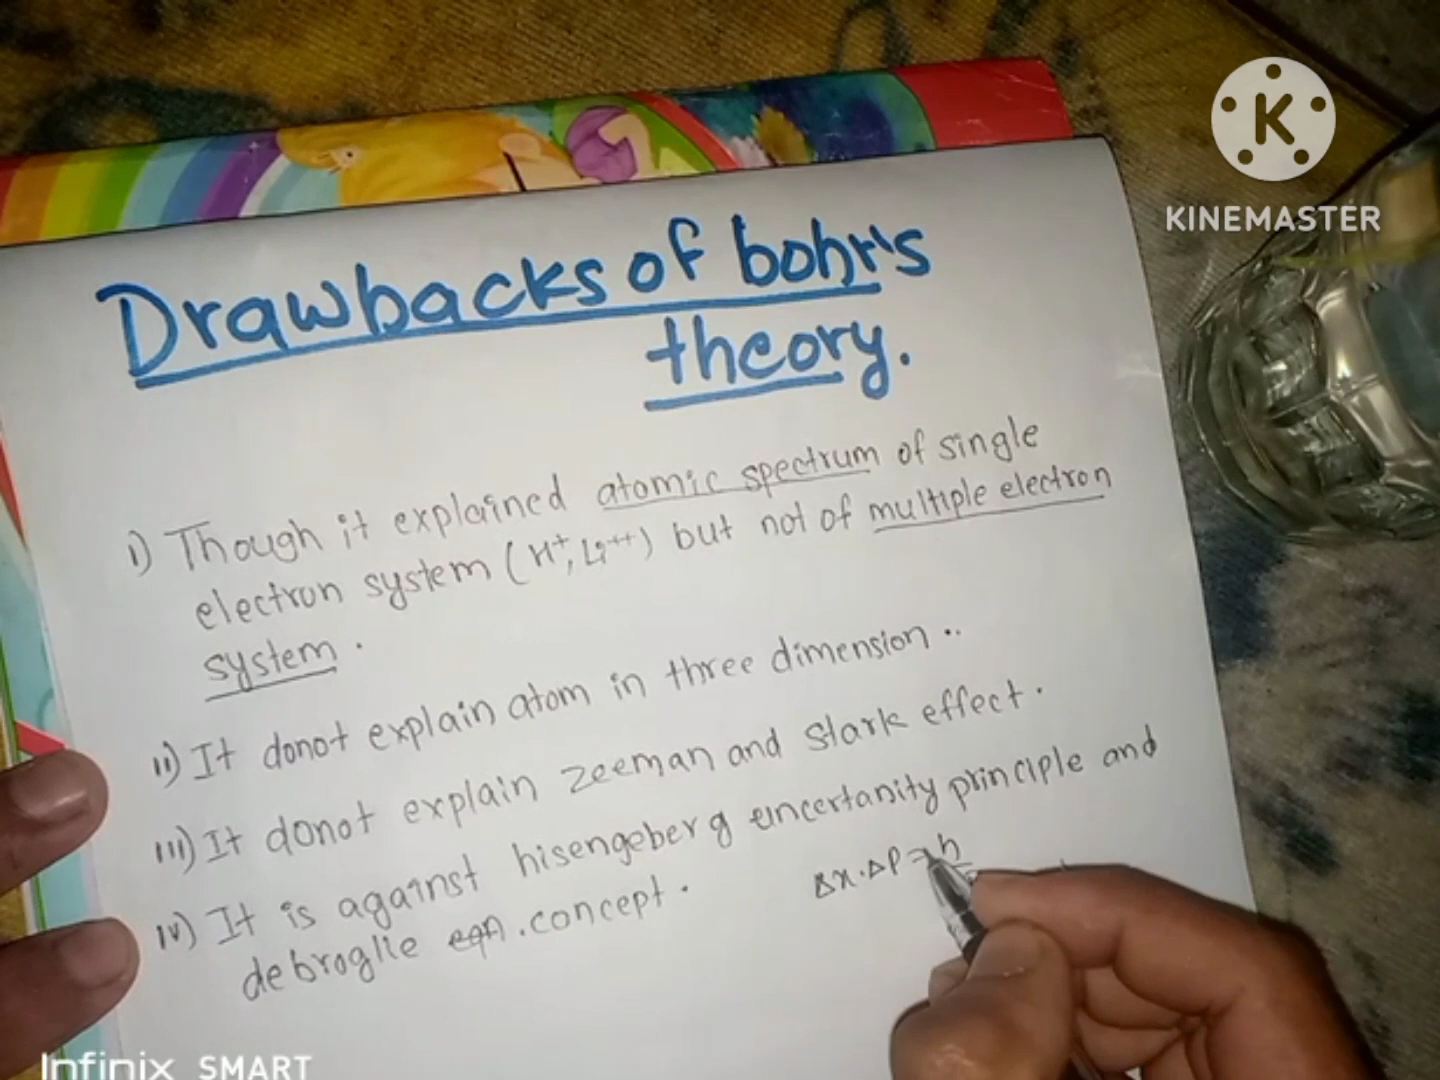 K
KINEMASTER
Drawbacks of bohr's
theory.
i) Though it explained atomic spectrum of single
electron system (H⁺, Li⁺⁺) but not of multiple electron
system.
ii) It donot explain atom in three dimension..
iii) It donot explain zeeman and stark effect.
iv) It is against hisengeberg uncertanity principle and
debroglie eqn. concept.
Δx.Δp = h
Infinix SMART